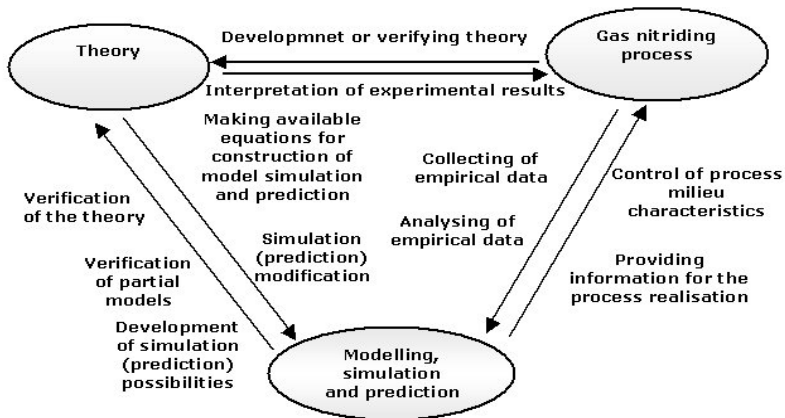 Theory
Developmnet or verifying theory
Gas nitriding
process
Interpretation of experimental results
Making available
equations for
construction of
model simulation
and prediction
Collecting of
empirical data
Control of process
milieu
characteristics
Verification
of the theory
Analysing of
empirical data
Simulation
(prediction)
modification
Providing
information for the
process realisation
Verification
of partial
models
Development
of simulation
(prediction)
possibilities
Modelling,
simulation
and prediction